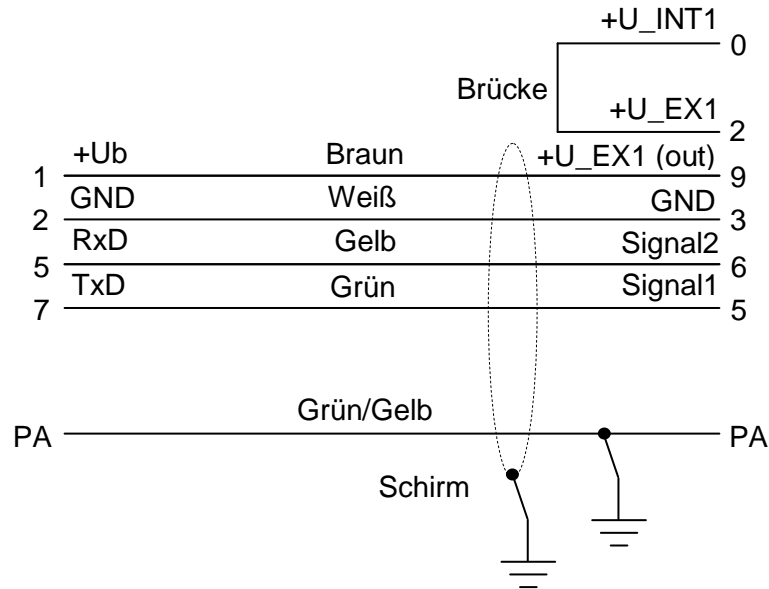 +U_INT1
0
Brücke
+U_EX1
2
+Ub Braun +U_EX1 (out)
1 9
GND Weiß GND
2 3
RxD Gelb Signal2
5 6
TxD Grün Signal1
7 5
Grün/Gelb
PA PA
Schirm